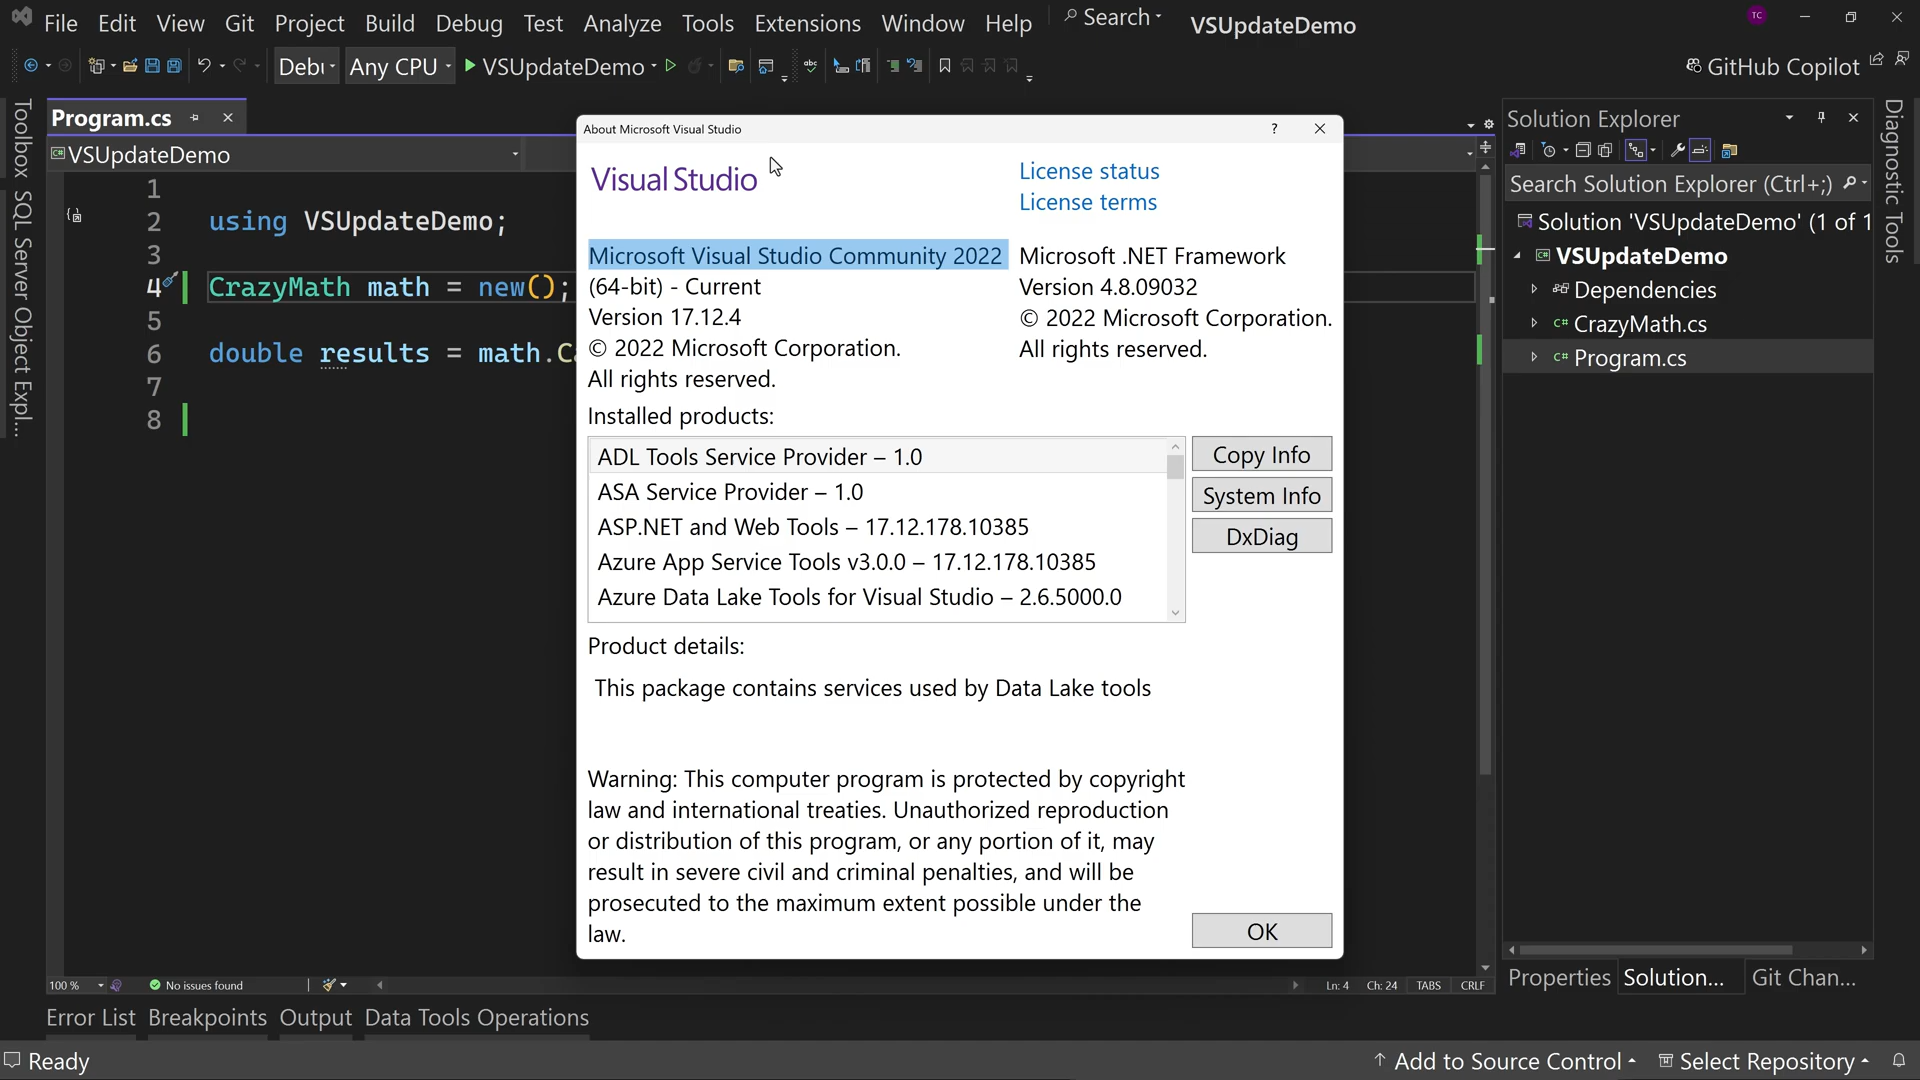 File Edit View Git Project Build Debug Test Analyze Tools Extensions Window Help Search VSUpdateDemo TC
Any CPU VSUpdateDemo GitHub Copilot
Toolbox
SQL Server Object Expl...
Program.cs
VSUpdateDemo
1
2 using VSUpdateDemo;
3
4 CrazyMath math = new();
5
6 double results = math.
7
8
About Microsoft Visual Studio ?
Visual Studio
License status
License terms
Microsoft Visual Studio Community 2022
(64-bit) - Current
Version 17.12.4
© 2022 Microsoft Corporation.
All rights reserved.
Microsoft .NET Framework
Version 4.8.09032
© 2022 Microsoft Corporation.
All rights reserved.
Installed products:
ADL Tools Service Provider – 1.0
ASA Service Provider – 1.0
ASP.NET and Web Tools – 17.12.178.10385
Azure App Service Tools v3.0.0 – 17.12.178.10385
Azure Data Lake Tools for Visual Studio – 2.6.5000.0
Copy Info
System Info
DxDiag
Product details:
This package contains services used by Data Lake tools
Warning: This computer program is protected by copyright
law and international treaties. Unauthorized reproduction
or distribution of this program, or any portion of it, may
result in severe civil and criminal penalties, and will be
prosecuted to the maximum extent possible under the
law.
OK
Solution Explorer
Search Solution Explorer (Ctrl+;)
Solution 'VSUpdateDemo' (1 of 1
VSUpdateDemo
Dependencies
C# CrazyMath.cs
C# Program.cs
Diagnostic Tools
Properties Solution... Git Chan...
100 % No issues found Ln: 4 Ch: 24 TABS CRLF
Error List Breakpoints Output Data Tools Operations
Ready Add to Source Control Select Repository